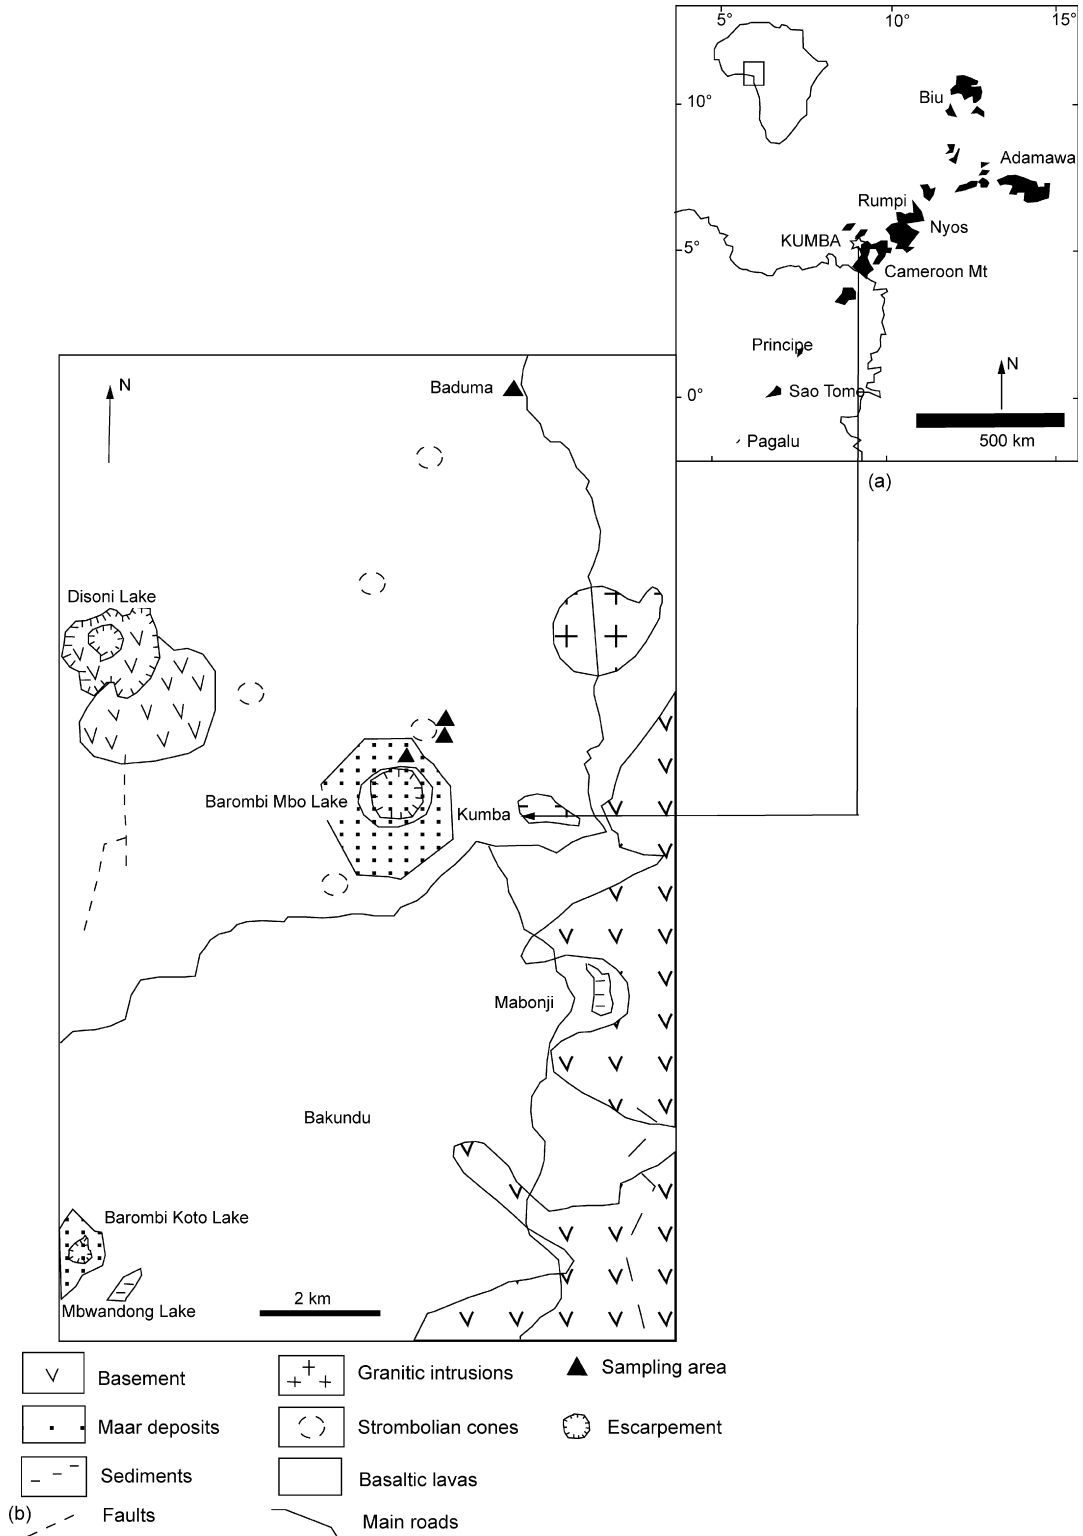 5°
10°
15°
10°
Biu
Adamawa
Rumpi
Nyos
KUMBA
5°
Cameroon Mt
Principe
N
0°
Sao Tome
500 km
Pagalu
(a)
N
Baduma
Disoni Lake
Barombi Mbo Lake
Kumba
Mabonji
Bakundu
Barombi Koto Lake
2 km
Mbwandong Lake
Basement
Granitic intrusions
Sampling area
Maar deposits
Strombolian cones
Escarpement
Sediments
Basaltic lavas
(b)
Faults
Main roads